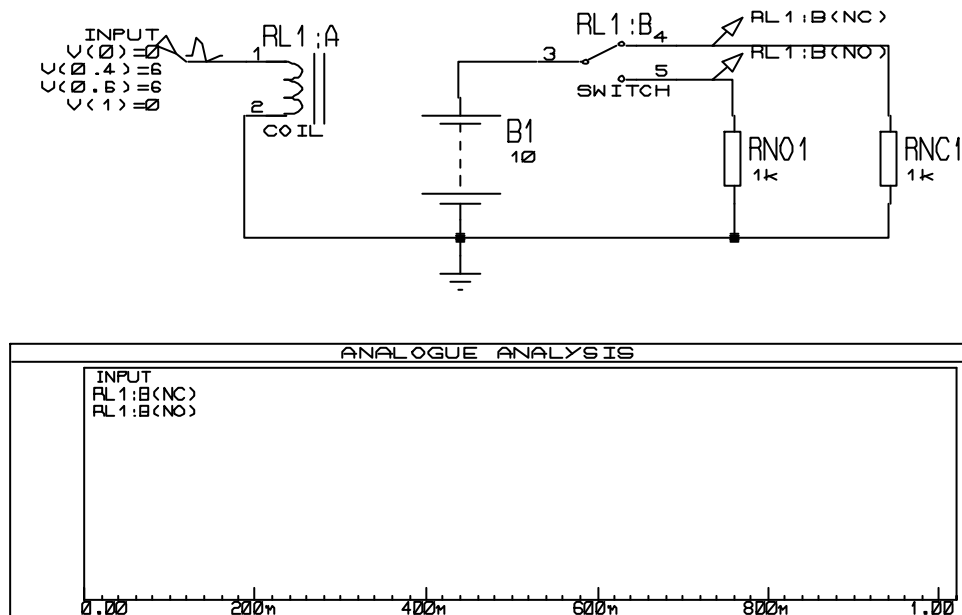 INPUT
V(0)=0
V(0.4)=6
V(0.6)=6
V(1)=0
RL1:A
1
2
COIL
B1
10
RL1:B
3
4
5
SWITCH
RL1:B(NC)
RL1:B(NO)
RNO1
1k
RNC1
1k
ANALOGUE ANALYSIS
INPUT
RL1:B(NC)
RL1:B(NO)
0.00 200m 400m 600m 800m 1.00